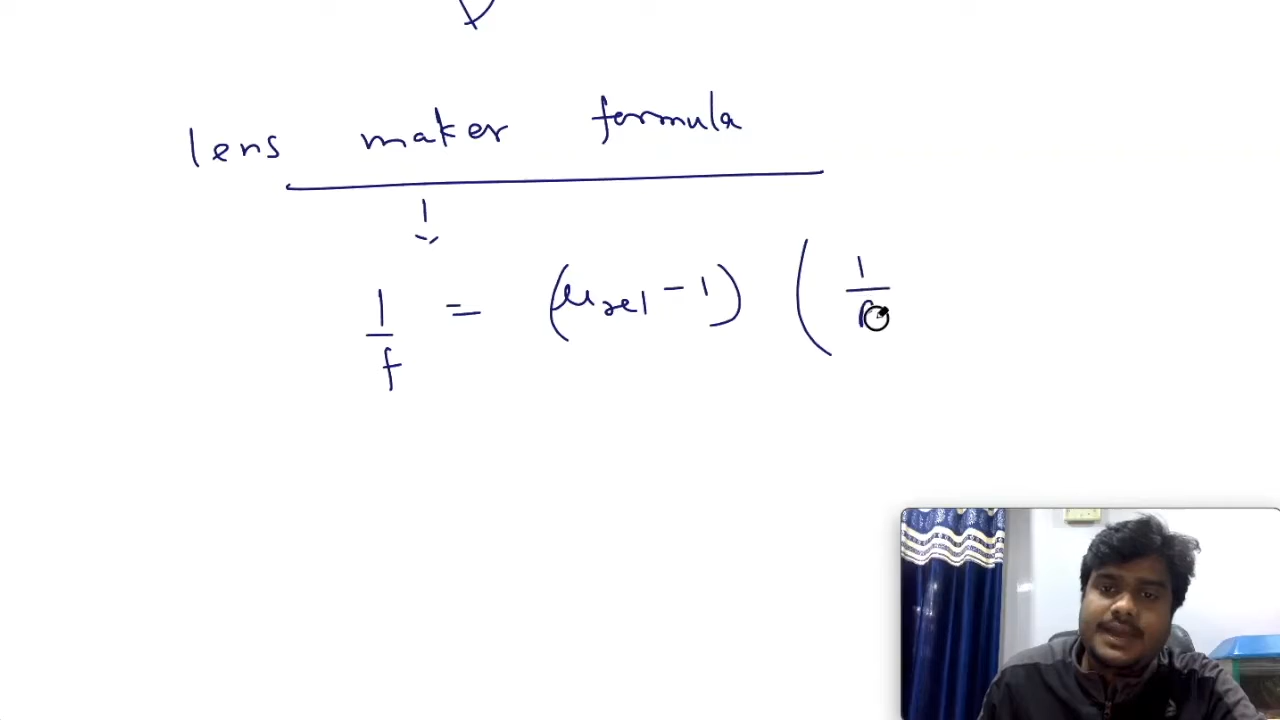 lens maker formula
1/f = (μrel - 1) ( 1/R